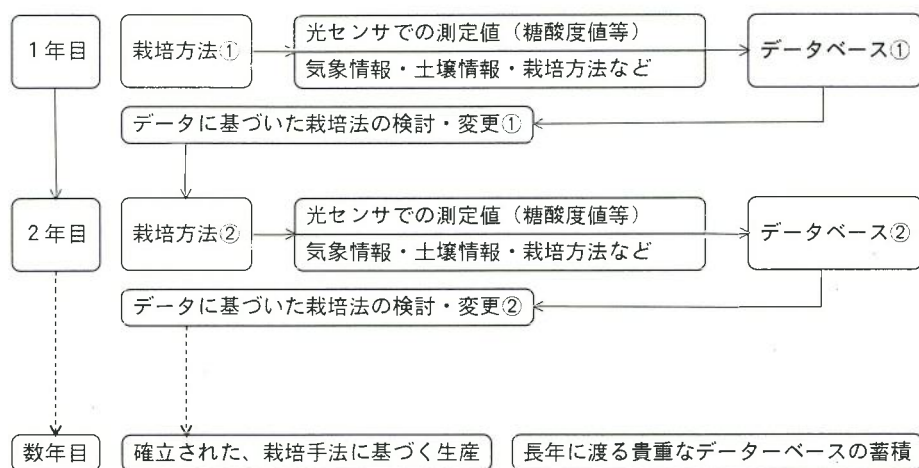 1年目
栽培方法①
光センサでの測定値（糖酸度値等）
気象情報・土壌情報・栽培方法など
データベース①
データに基づいた栽培法の検討・変更①
2年目
栽培方法②
光センサでの測定値（糖酸度値等）
気象情報・土壌情報・栽培方法など
データベース②
データに基づいた栽培法の検討・変更②
数年目
確立された、栽培手法に基づく生産
長年に渡る貴重なデーターベースの蓄積